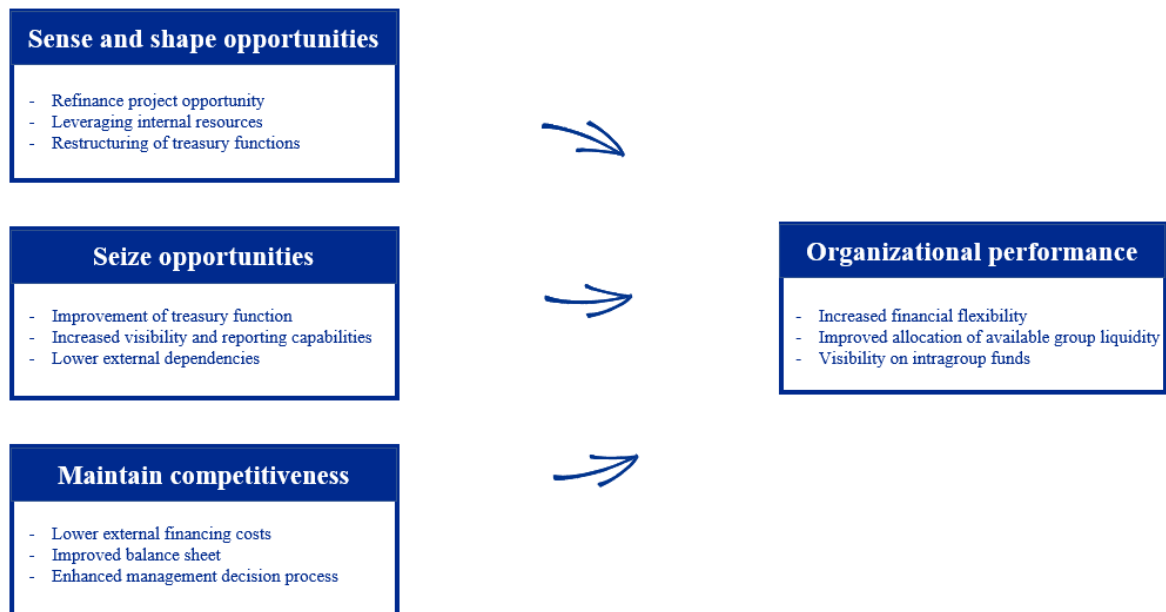 Sense and shape opportunities
- Refinance project opportunity
- Leveraging internal resources
- Restructuring of treasury functions
Seize opportunities
- Improvement of treasury function
- Increased visibility and reporting capabilities
- Lower external dependencies
Maintain competitiveness
- Lower external financing costs
- Improved balance sheet
- Enhanced management decision process
Organizational performance
- Increased financial flexibility
- Improved allocation of available group liquidity
- Visibility on intragroup funds